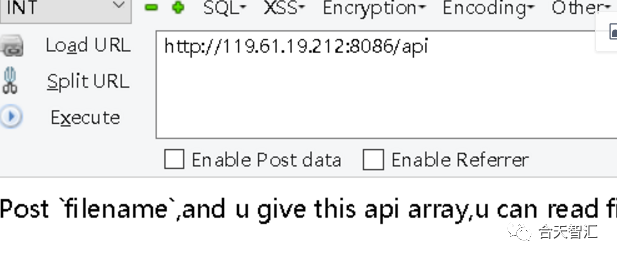 INT SQL- XSS- Encryption- Encoding- Other-
Load URL
http://119.61.19.212:8086/api
Split URL
Execute
Enable Post data Enable Referrer
Post `filename`,and u give this api array,u can read fi
合天智汇